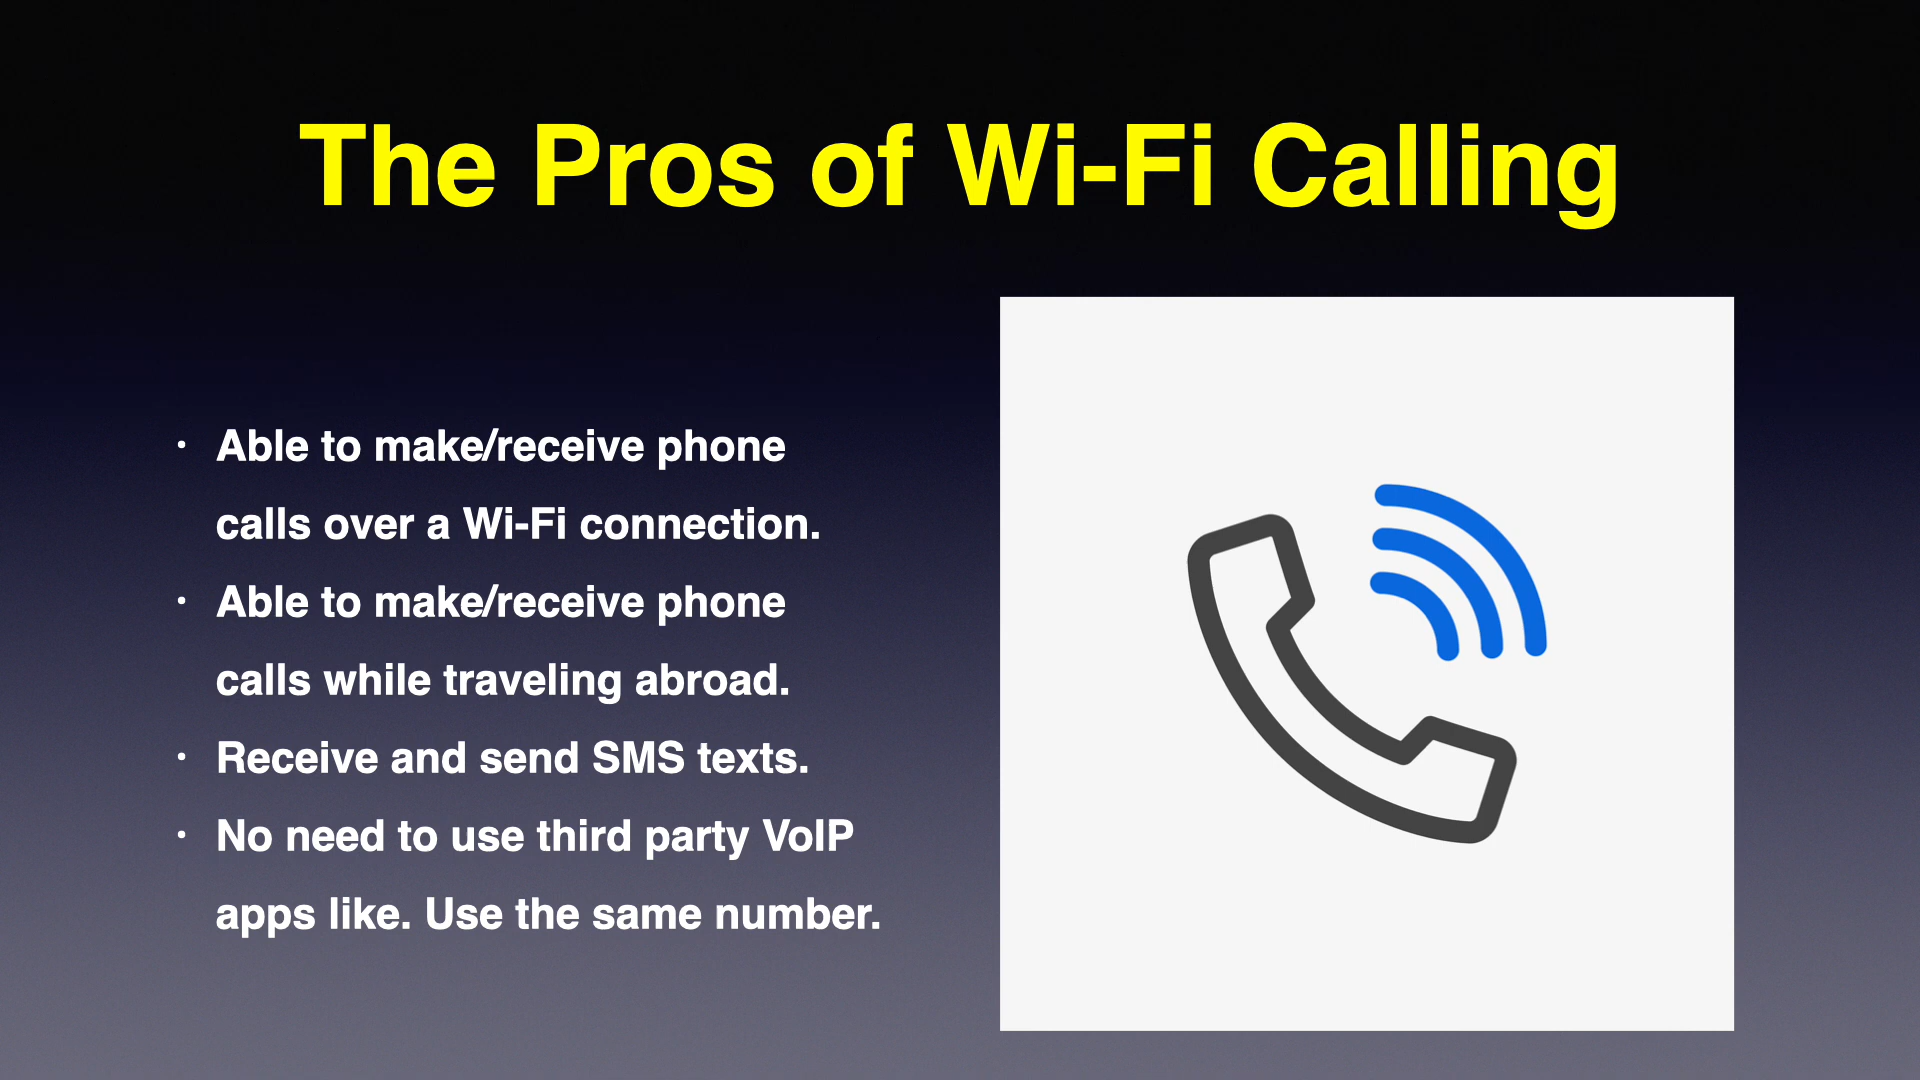 The Pros of Wi-Fi Calling
· Able to make/receive phone
calls over a Wi-Fi connection.
· Able to make/receive phone
calls while traveling abroad.
· Receive and send SMS texts.
· No need to use third party VoIP
apps like. Use the same number.